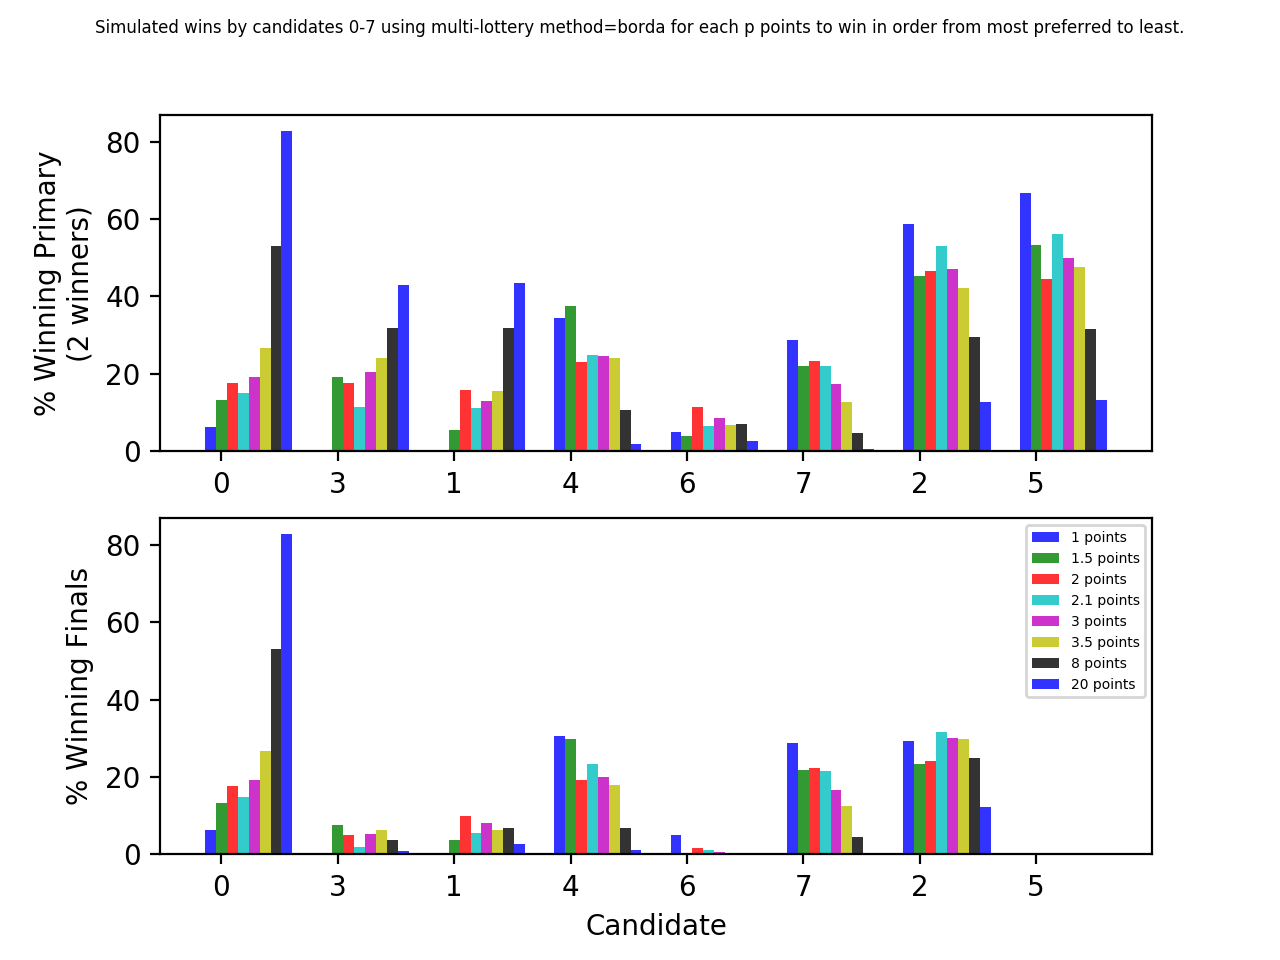 Simulated wins by candidates 0-7 using multi-lottery method=borda for each p points to win in order from most preferred to least.
% Winning Primary
(2 winners)
80
60
40
20
0
0 3 1 4 6 7 2 5
% Winning Finals
80
60
40
20
0
1 points
1.5 points
2 points
2.1 points
3 points
3.5 points
8 points
20 points
0 3 1 4 6 7 2 5
Candidate